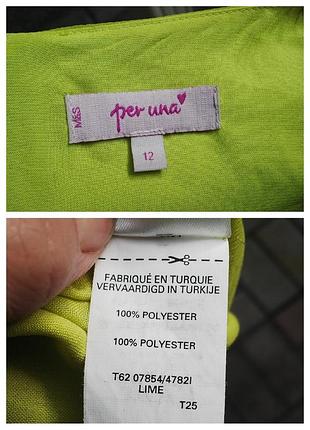 M&S
per una
12
FABRIQUÉ EN TURQUIE
VERVAARDIGD IN TURKIJE
100% POLYESTER
100% POLYESTER
T62 07854/4782I
LIME
T25